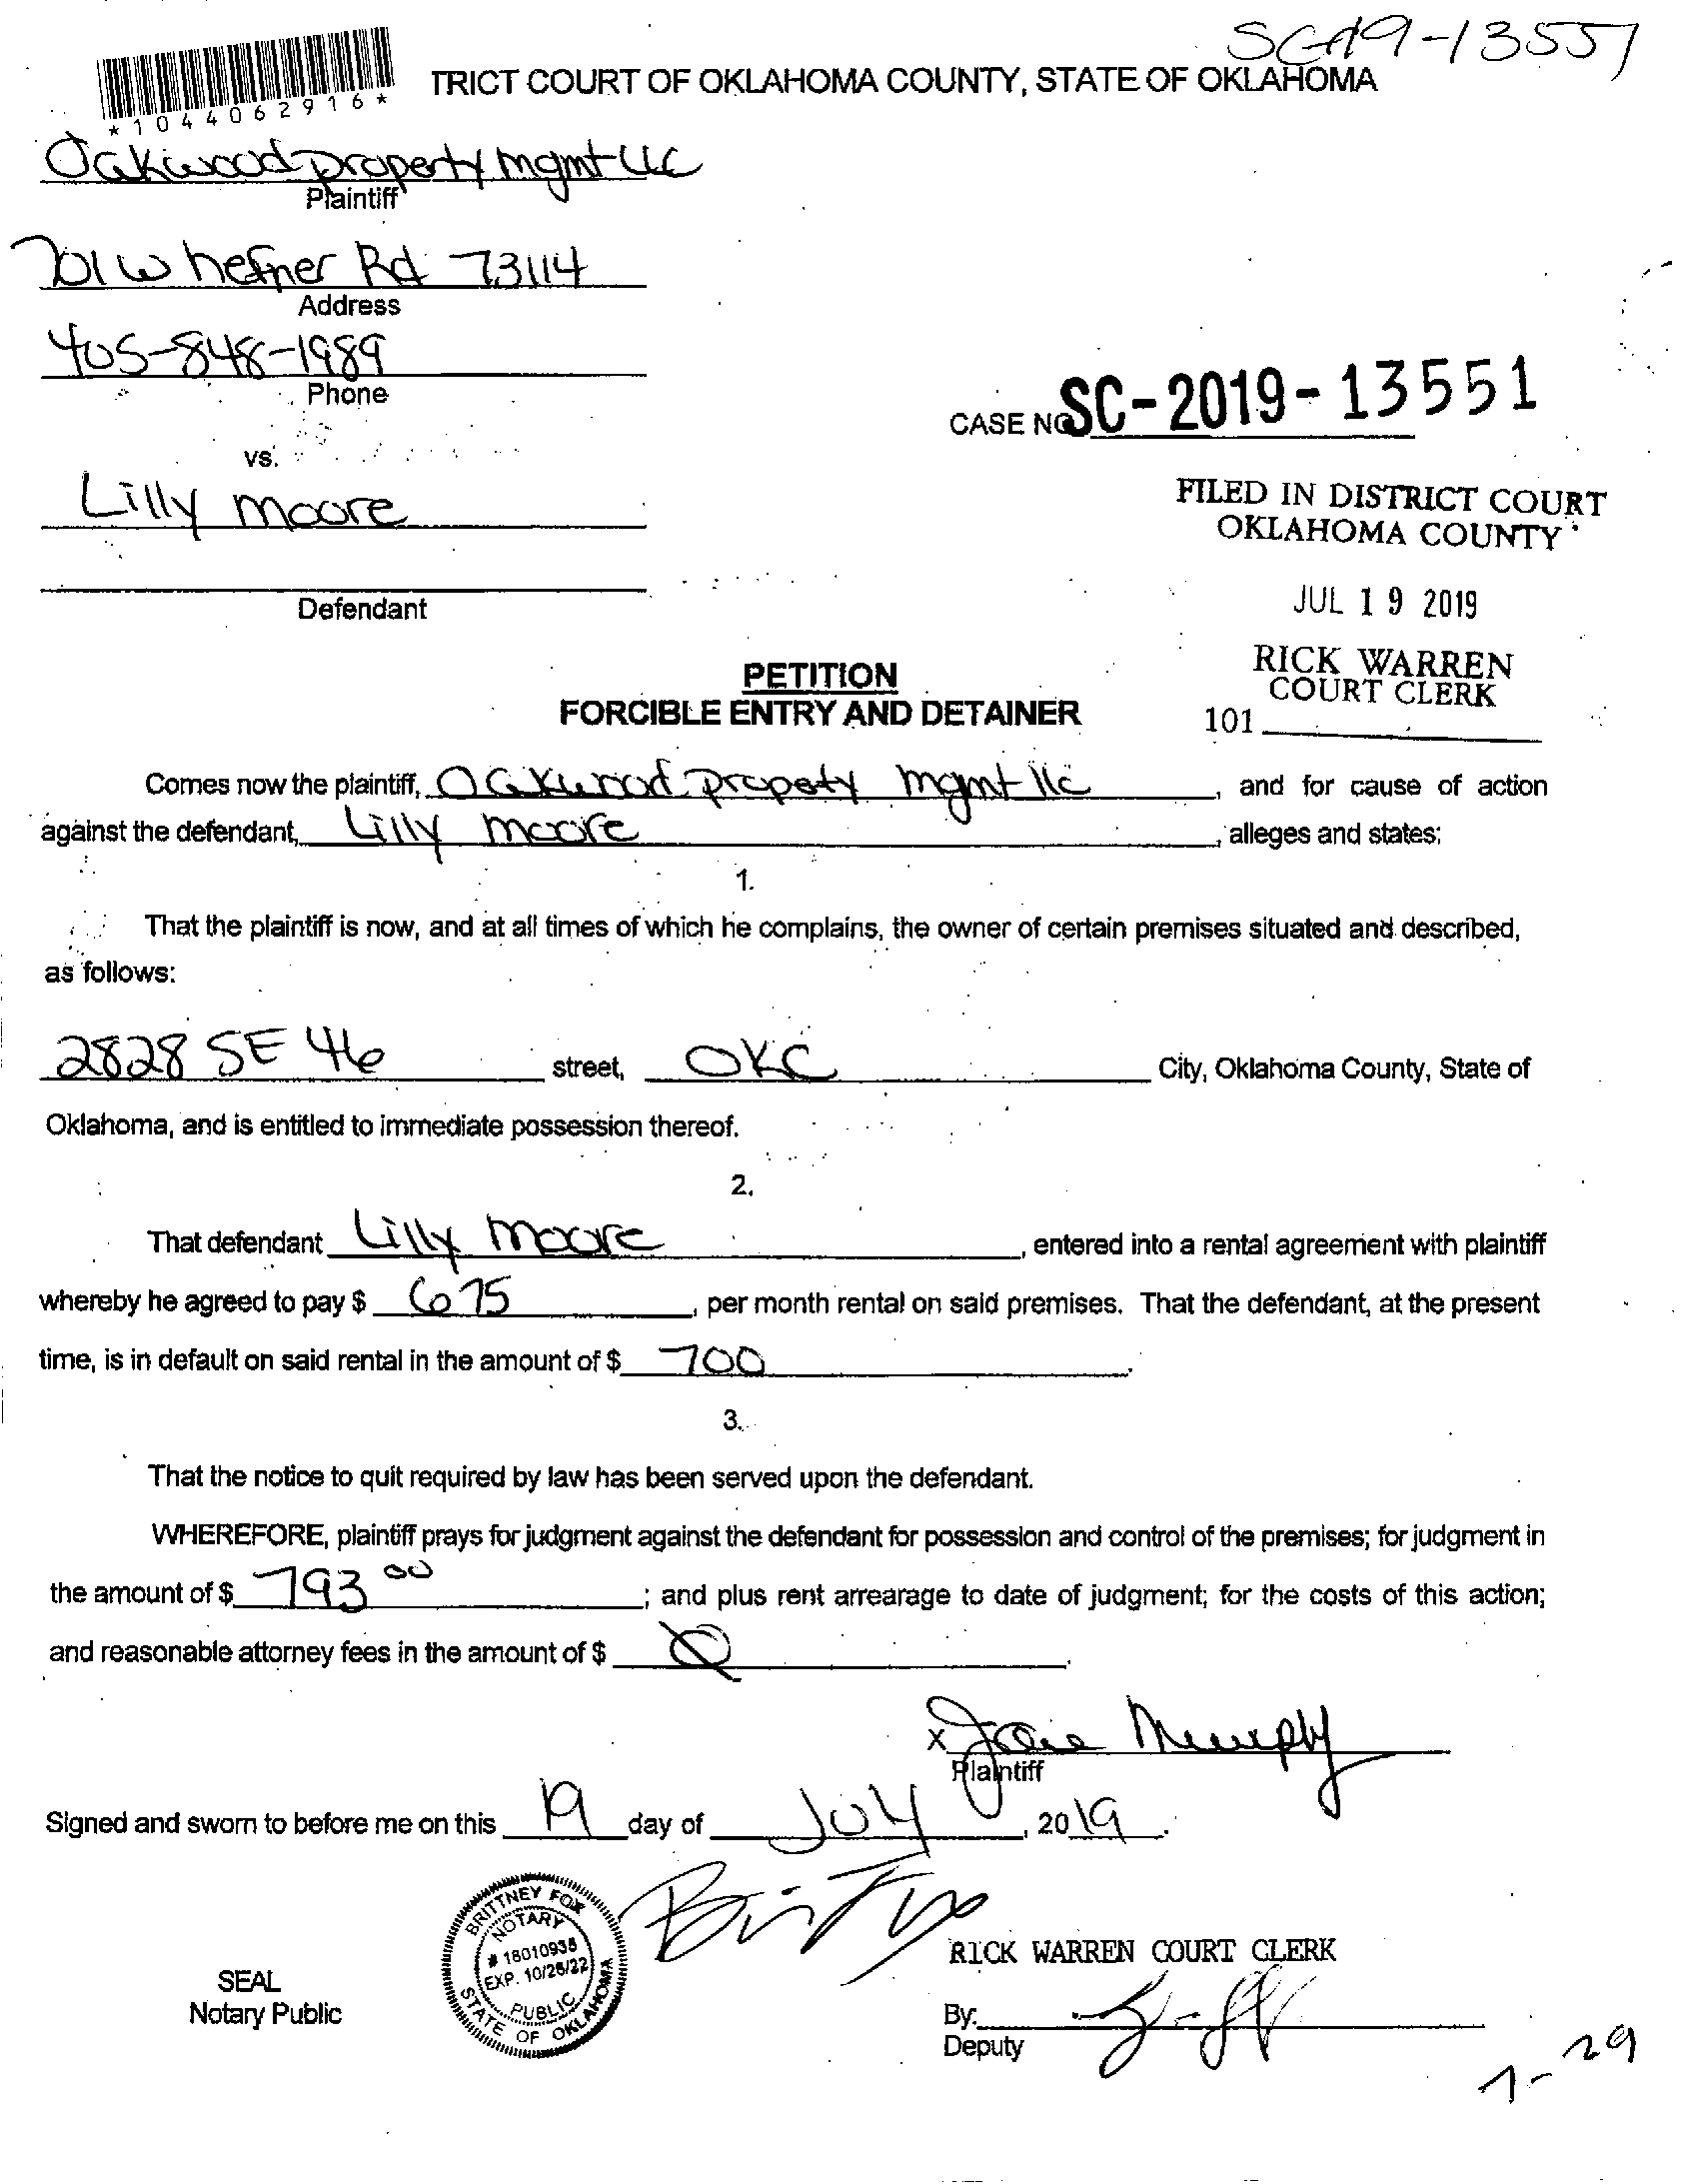 SC-19-13551
TRICT COURT OF OKLAHOMA COUNTY, STATE OF OKLAHOMA
*1044062916*
Oakwood property mgmt LLC
Plaintiff
701 W hefner Rd 73114
Address
405-848-1989
Phone
CASE NO SC-2019-13551
vs.
Lilly moore
FILED IN DISTRICT COURT
OKLAHOMA COUNTY
Defendant
JUL 19 2019
RICK WARREN
COURT CLERK
101
PETITION
FORCIBLE ENTRY AND DETAINER
Comes now the plaintiff, Oakwood propety mgmt llc, and for cause of action
against the defendant, Lilly moore, alleges and states;
1.
That the plaintiff is now, and at all times of which he complains, the owner of certain premises situated and described,
as follows:
2828 SE 46 street, OKC City, Oklahoma County, State of
Oklahoma, and is entitled to immediate possession thereof.
2.
That defendant Lilly moore, entered into a rental agreement with plaintiff
whereby he agreed to pay $ 675, per month rental on said premises. That the defendant, at the present
time, is in default on said rental in the amount of $ 700.
3.
That the notice to quit required by law has been served upon the defendant.
WHEREFORE, plaintiff prays for judgment against the defendant for possession and control of the premises; for judgment in
the amount of $ 793 00; and plus rent arrearage to date of judgment; for the costs of this action;
and reasonable attorney fees in the amount of $ 0.
x Murphy
Plaintiff
Signed and sworn to before me on this 19 day of July, 2019.
BRITTNEY FOX
NOTARY
# 18010938
EXP. 10/26/22
PUBLIC
STATE OF OKLAHOMA
RICK WARREN COURT CLERK
SEAL
Notary Public
By:
Deputy
7-29